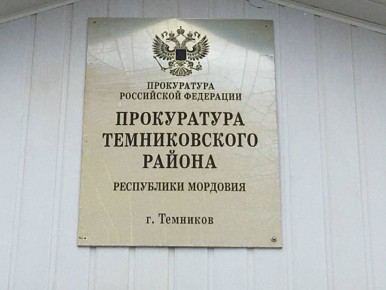 ПРОКУРАТУРА
РОССИЙСКОЙ ФЕДЕРАЦИИ
ПРОКУРАТУРА
ТЕМНИКОВСКОГО
РАЙОНА
РЕСПУБЛИКИ МОРДОВИЯ
г. Темников